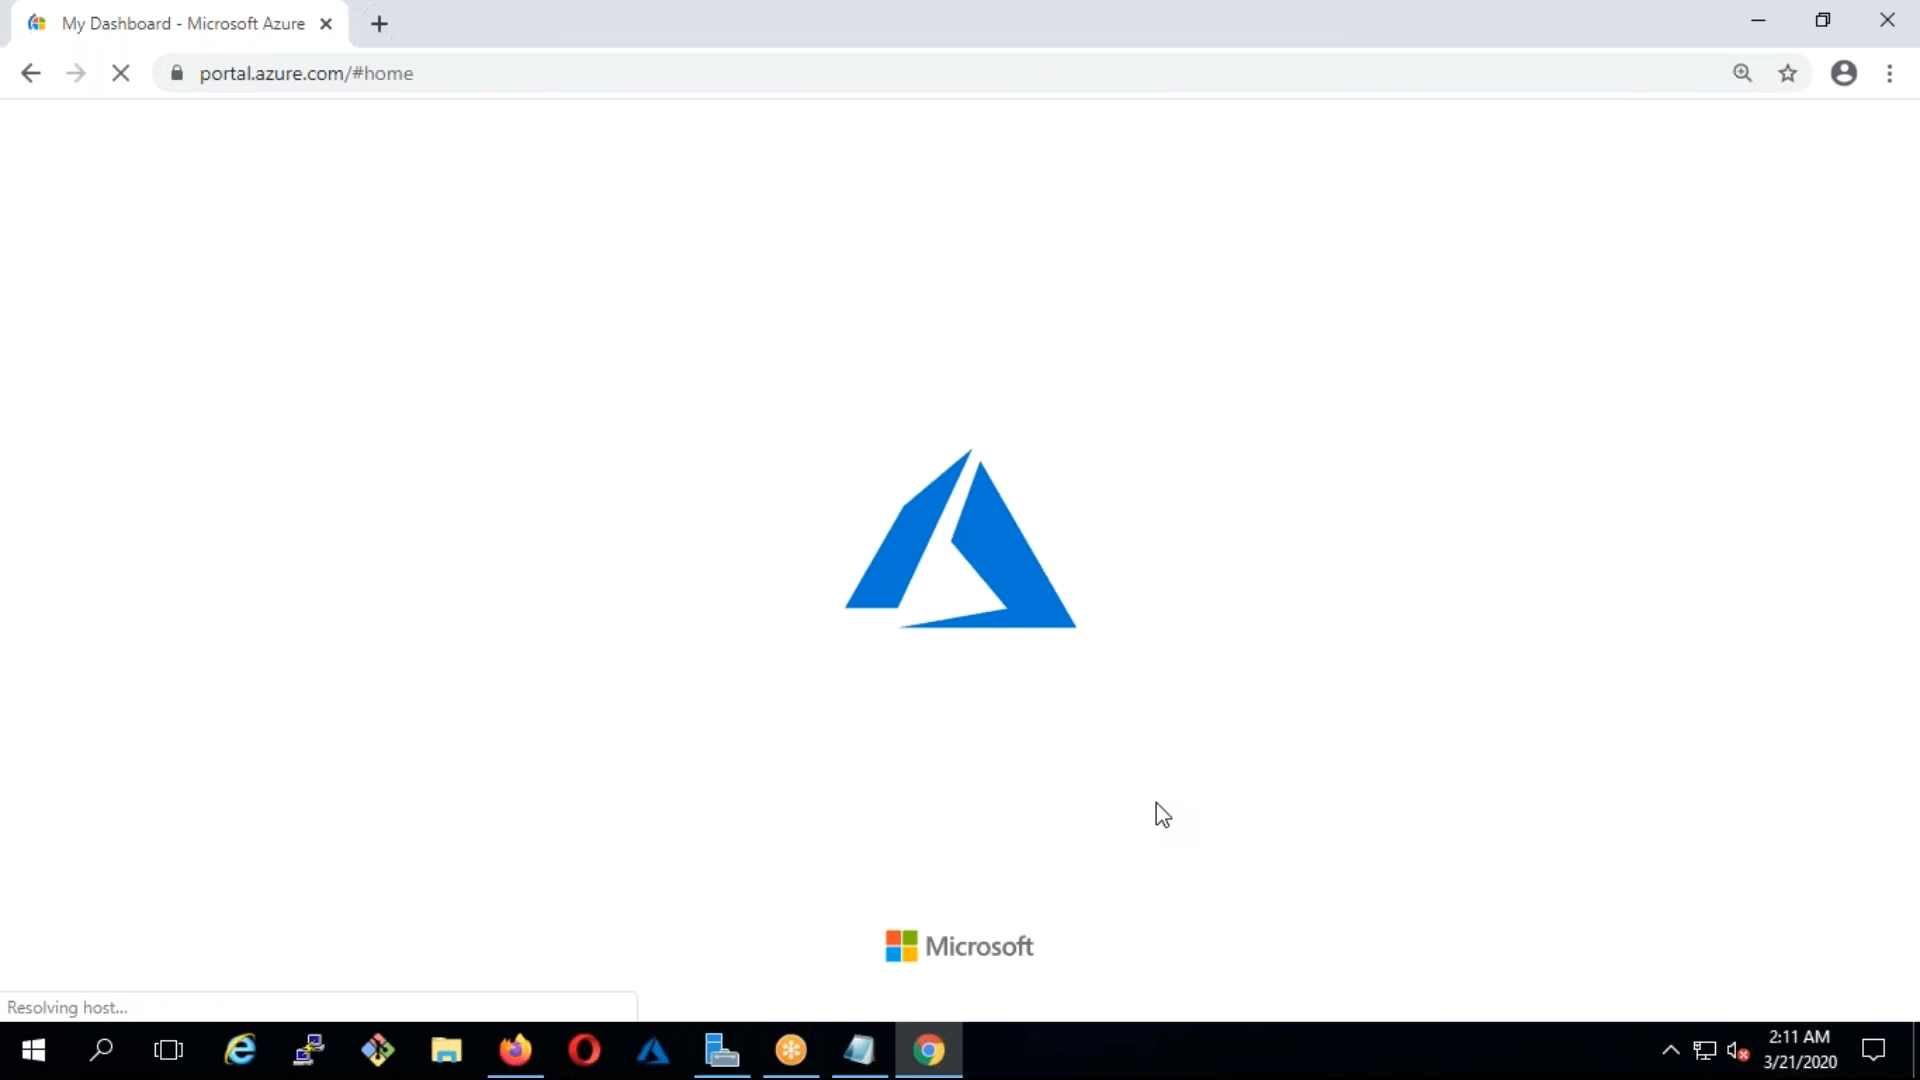 My Dashboard - Microsoft Azure
portal.azure.com/#home
Microsoft
Resolving host...
2:11 AM
3/21/2020